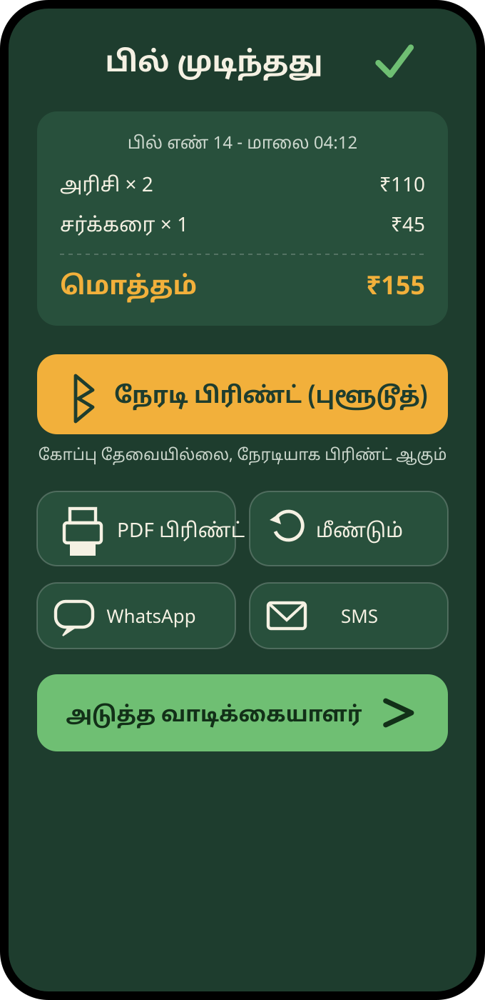 பில் முடிந்தது
பில் எண் 14 - மாலை 04:12
அரிசி × 2 ₹110
சர்க்கரை × 1 ₹45
மொத்தம் ₹155
நேரடி பிரிண்ட் (புளூடூத்)
கோப்பு தேவையில்லை, நேரடியாக பிரிண்ட் ஆகும்
PDF பிரிண்ட் மீண்டும்
WhatsApp SMS
அடுத்த வாடிக்கையாளர்